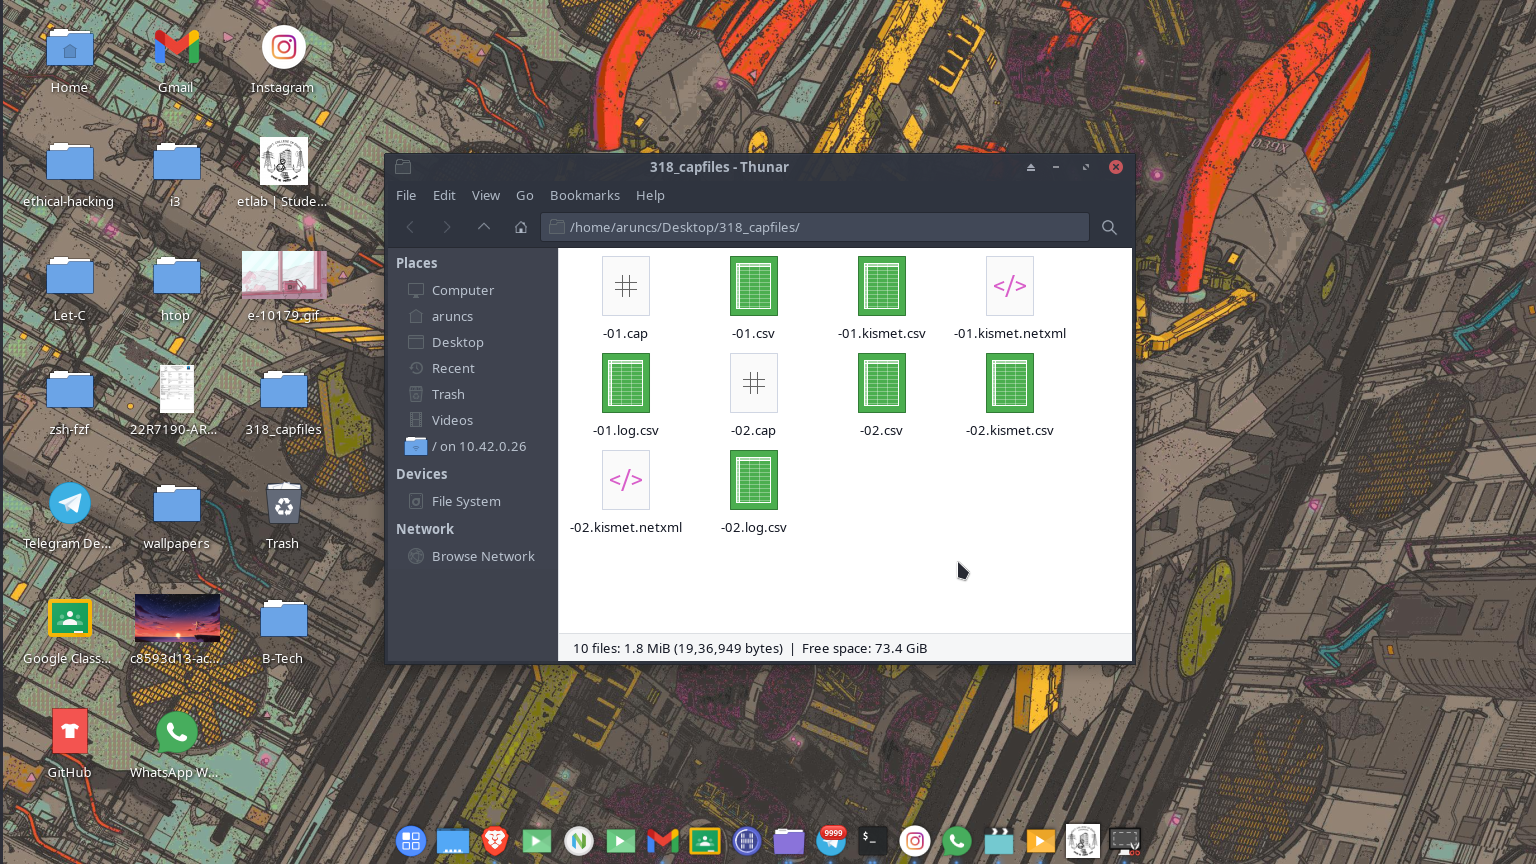 Home
Gmail
Instagram
ethical-hacking
i3
etlab | Stude...
Let-C
htop
e-10179.gif
zsh-fzf
22R7190-AR...
318_capfiles
Telegram De...
wallpapers
Trash
Google Class...
c8593d13-ac...
B-Tech
GitHub
WhatsApp W...
318_capfiles - Thunar
File Edit View Go Bookmarks Help
/home/aruncs/Desktop/318_capfiles/
Places
Computer
aruncs
Desktop
Recent
Trash
Videos
/ on 10.42.0.26
Devices
File System
Network
Browse Network
-01.cap
-01.csv
-01.kismet.csv
-01.kismet.netxml
-01.log.csv
-02.cap
-02.csv
-02.kismet.csv
-02.kismet.netxml
-02.log.csv
10 files: 1.8 MiB (19,36,949 bytes) | Free space: 73.4 GiB
9999
$_